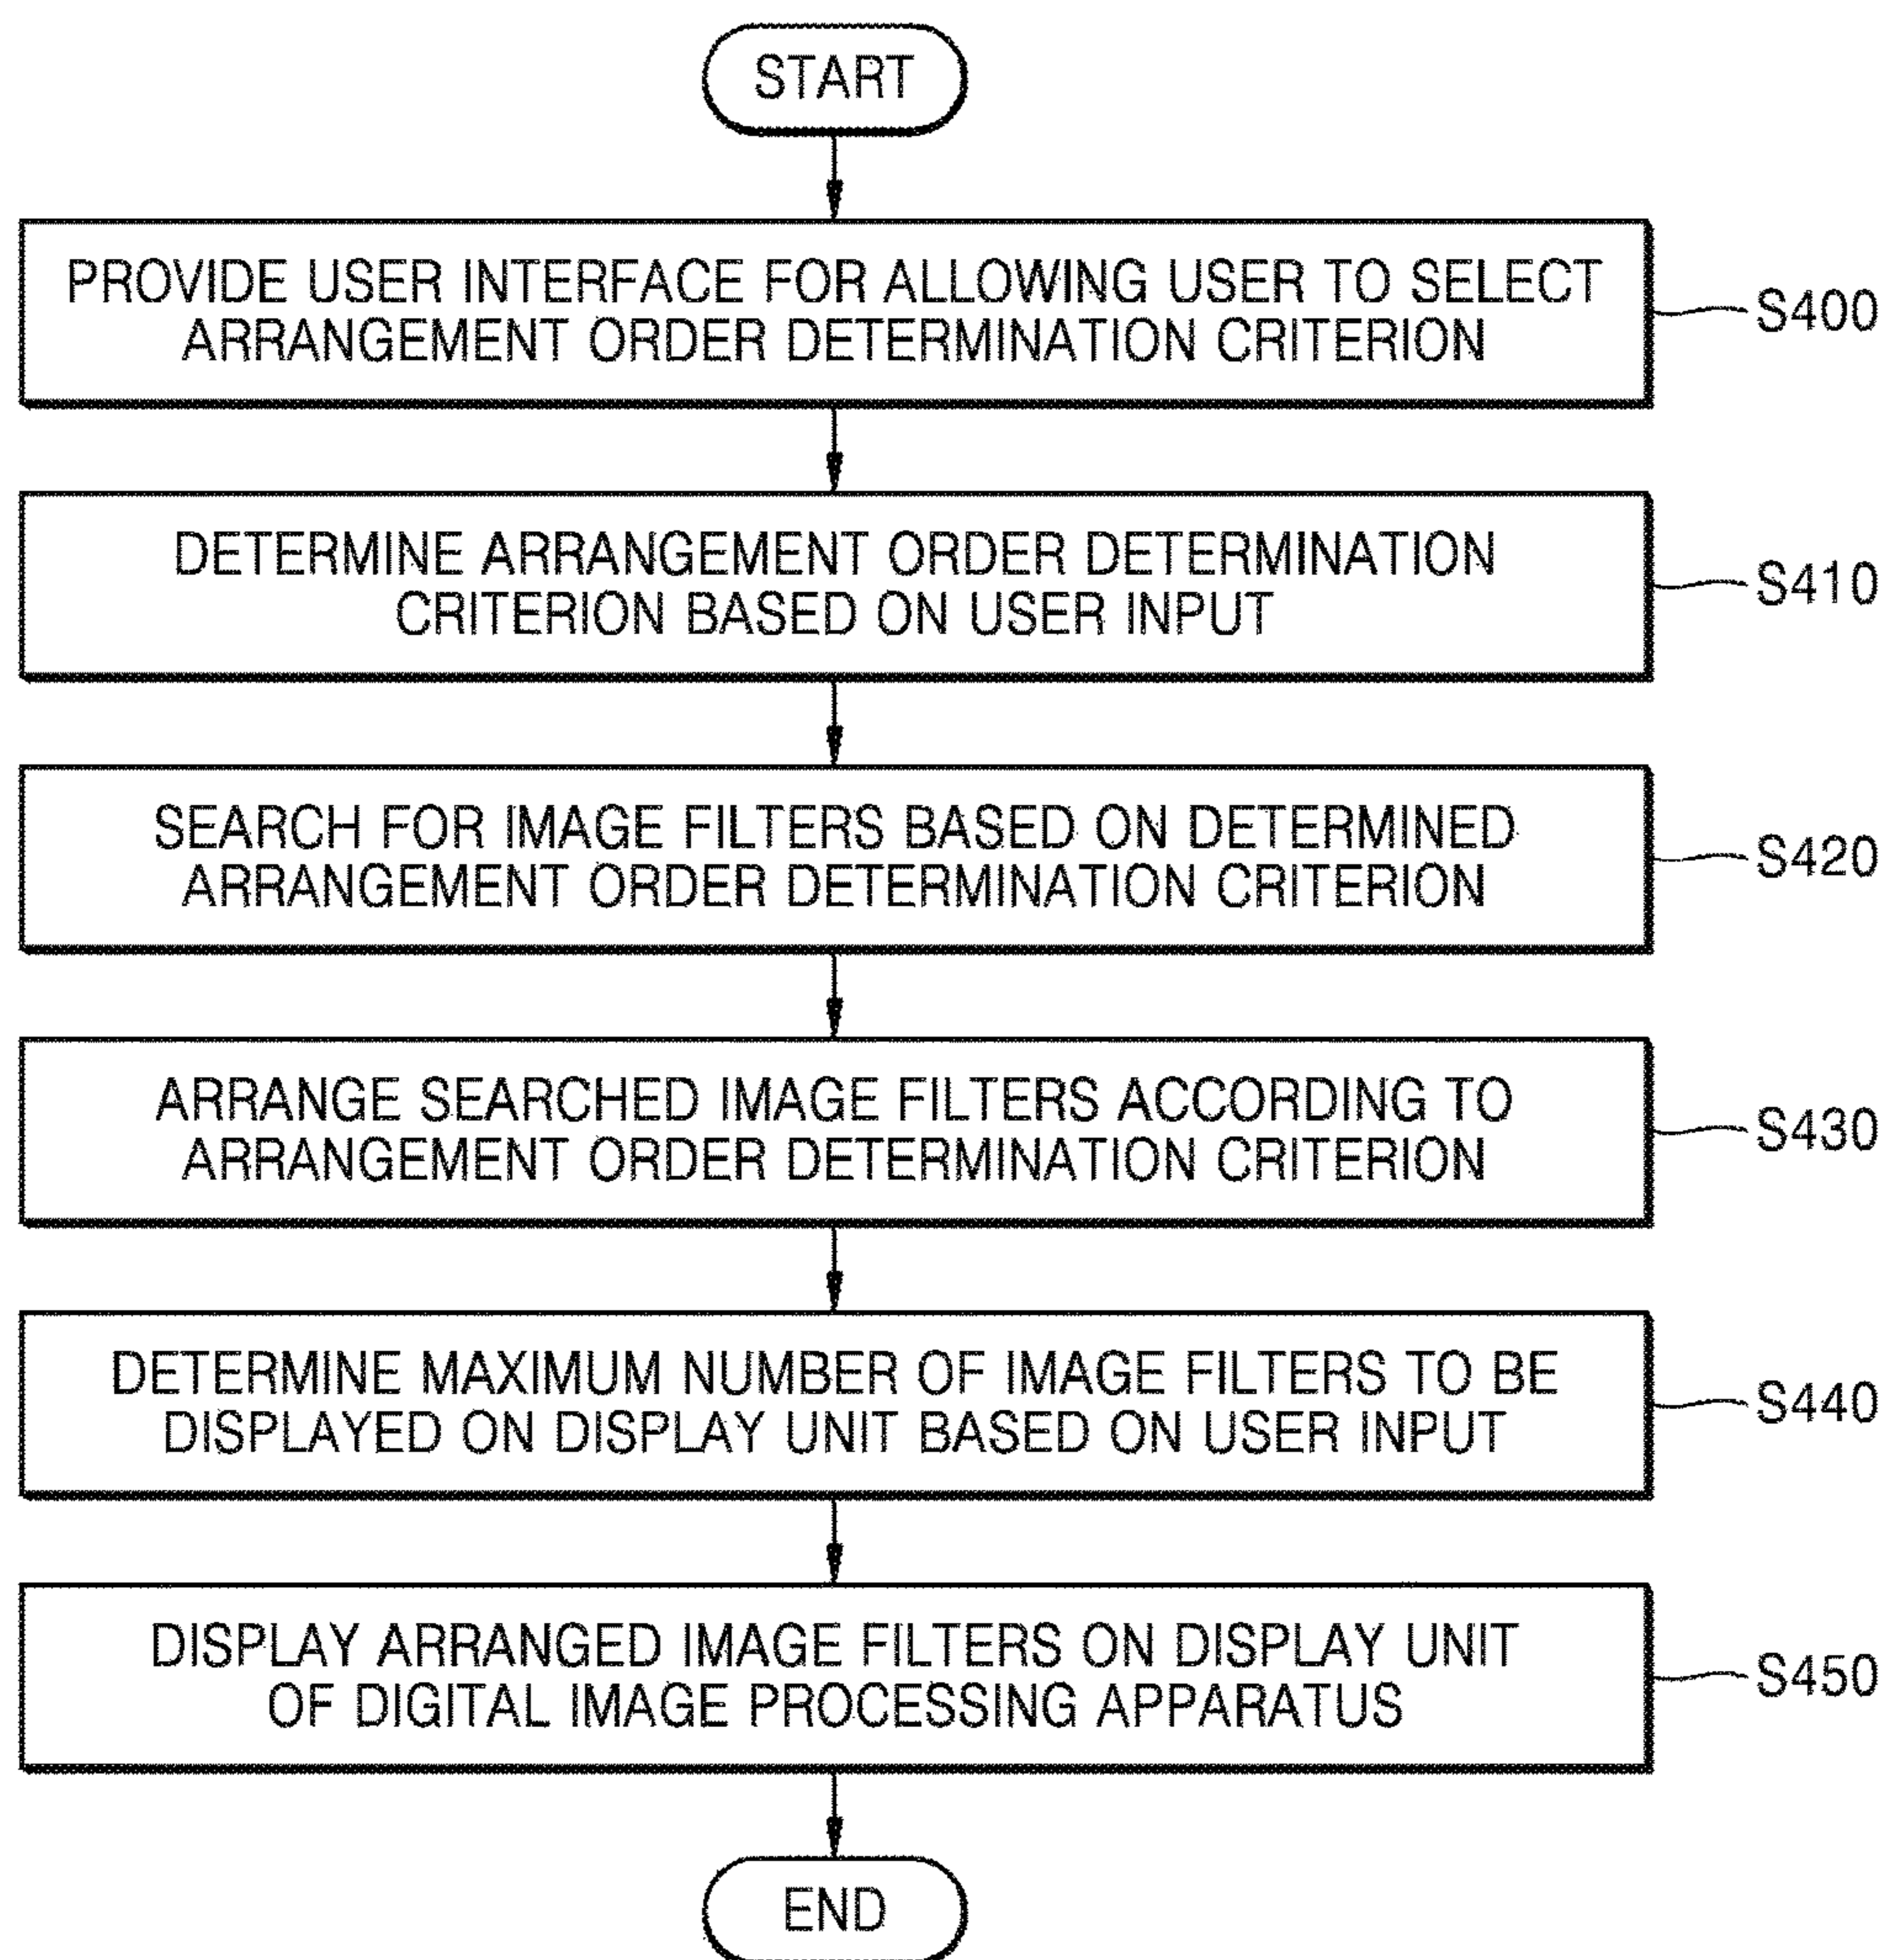 START
PROVIDE USER INTERFACE FOR ALLOWING USER TO SELECT
ARRANGEMENT ORDER DETERMINATION CRITERION
S400
DETERMINE ARRANGEMENT ORDER DETERMINATION
CRITERION BASED ON USER INPUT
S410
SEARCH FOR IMAGE FILTERS BASED ON DETERMINED
ARRANGEMENT ORDER DETERMINATION CRITERION
S420
ARRANGE SEARCHED IMAGE FILTERS ACCORDING TO
ARRANGEMENT ORDER DETERMINATION CRITERION
S430
DETERMINE MAXIMUM NUMBER OF IMAGE FILTERS TO BE
DISPLAYED ON DISPLAY UNIT BASED ON USER INPUT
S440
DISPLAY ARRANGED IMAGE FILTERS ON DISPLAY UNIT
OF DIGITAL IMAGE PROCESSING APPARATUS
S450
END